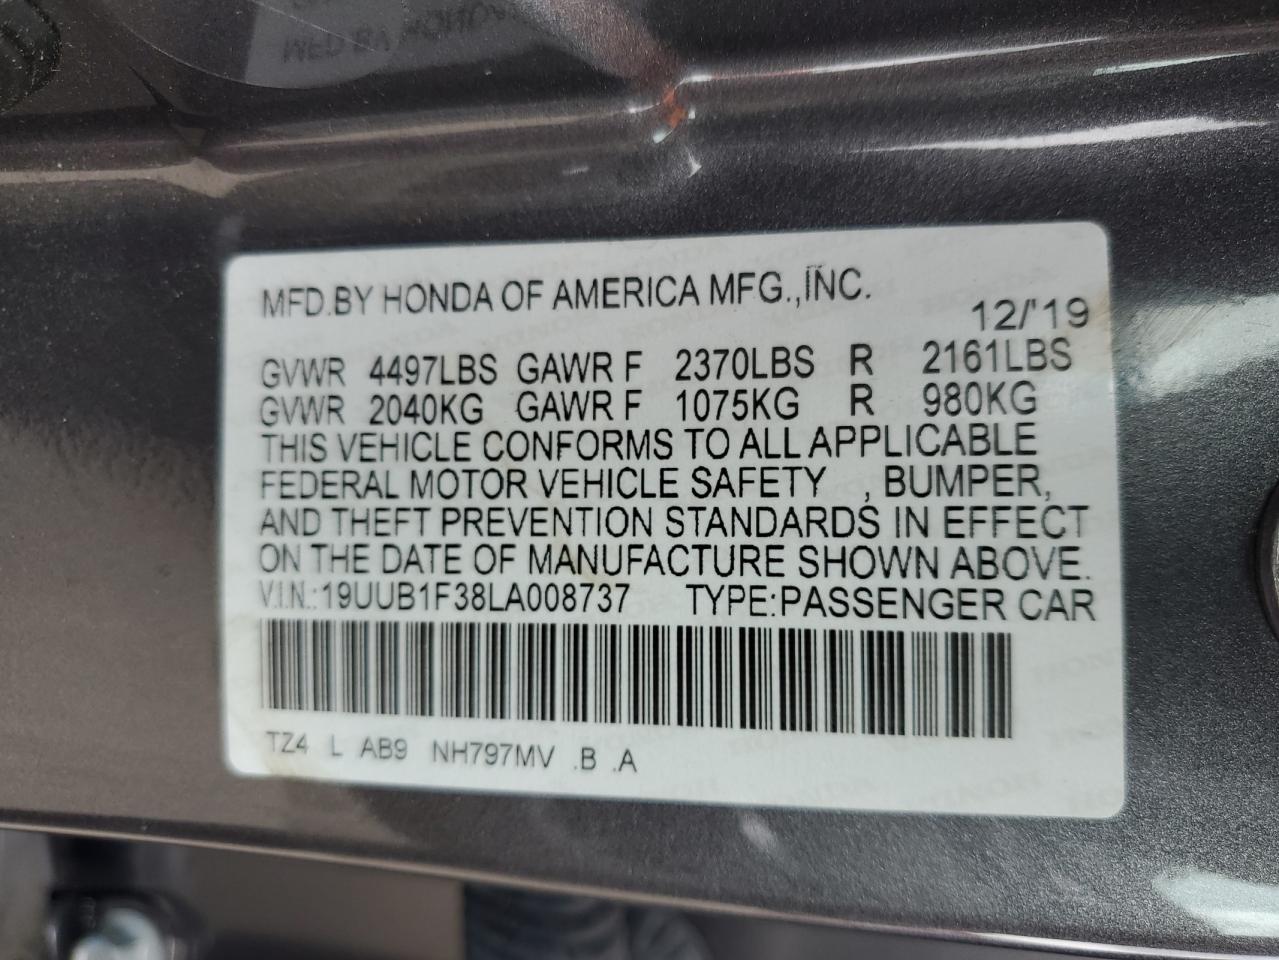 MFD.BY HONDA OF AMERICA MFG.,INC.
12/'19
GVWR 4497LBS GAWR F 2370LBS R 2161LBS
GVWR 2040KG GAWR F 1075KG R 980KG
THIS VEHICLE CONFORMS TO ALL APPLICABLE
FEDERAL MOTOR VEHICLE SAFETY , BUMPER,
AND THEFT PREVENTION STANDARDS IN EFFECT
ON THE DATE OF MANUFACTURE SHOWN ABOVE.
V.I.N.:19UUB1F38LA008737 TYPE:PASSENGER CAR
TZ4 L AB9 NH797MV .B .A